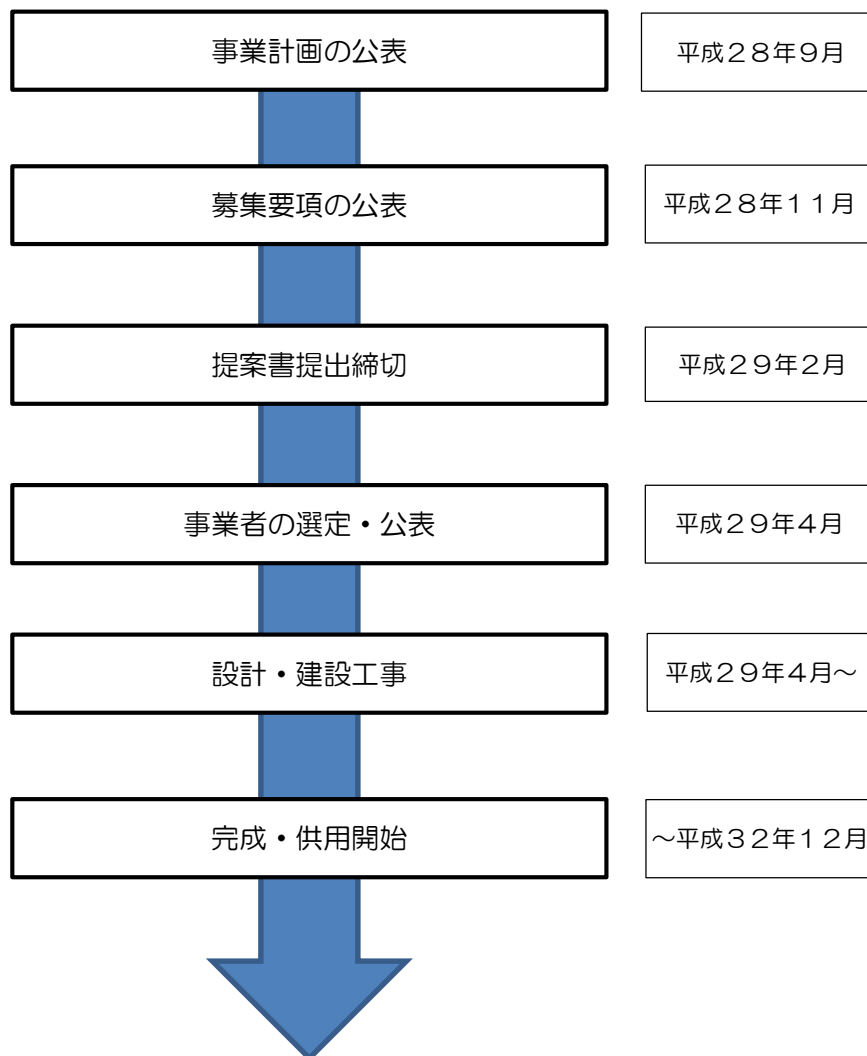 事業計画の公表
平成２８年９月
募集要項の公表
平成２８年１１月
提案書提出締切
平成２９年２月
事業者の選定・公表
平成２９年４月
設計・建設工事
平成２９年４月～
完成・供用開始
～平成３２年１２月